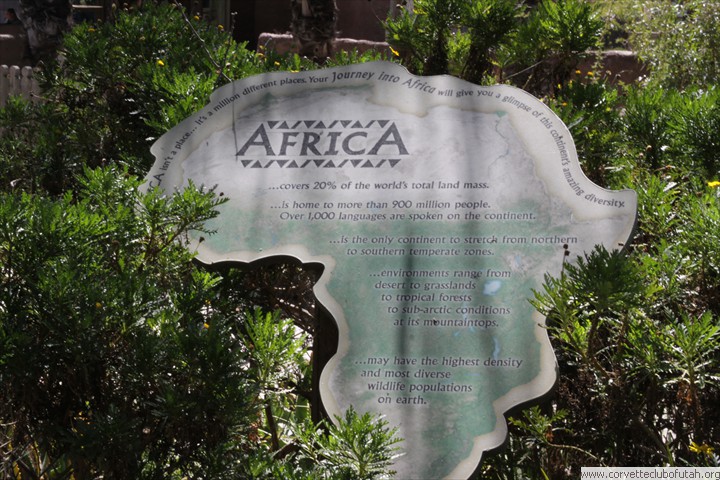 CA isn't a place... it's a million different places. Your Journey into Africa will give you a glimpse of this continent's amazing diversity.
AFRICA
...covers 20% of the world's total land mass.
...is home to more than 900 million people.
Over 1,000 languages are spoken on the continent.
...is the only continent to stretch from northern
to southern temperate zones.
...environments range from
desert to grasslands
to tropical forests
to sub-arctic conditions
at its mountaintops.
...may have the highest density
and most diverse
wildlife populations
on earth.
www.corvetteclubofutah.org